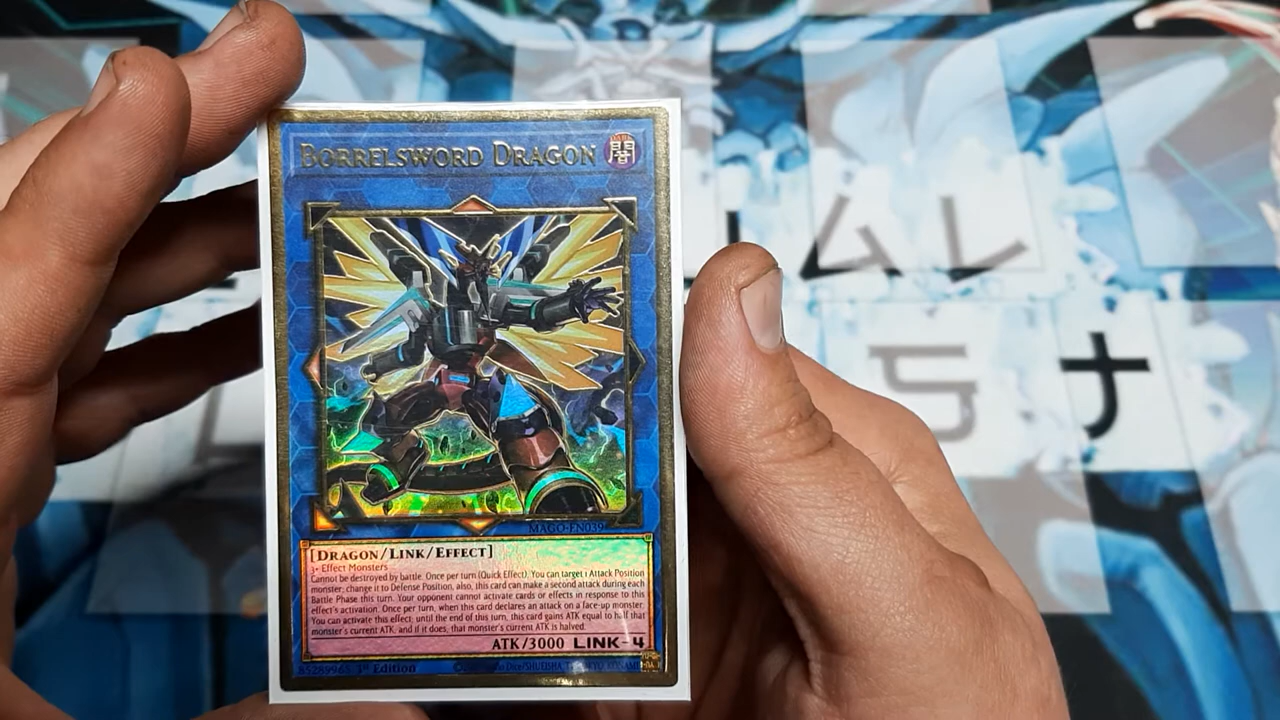 BORRELSWORD DRAGON
闇
MAGO-EN039
[DRAGON/LINK/EFFECT]
3+ Effect Monsters
Cannot be destroyed by battle. Once per turn (Quick Effect): You can target 1 Attack Position
monster; change it to Defense Position, also, this card can make a second attack during each
Battle Phase this turn. Your opponent cannot activate cards or effects in response to this
effect's activation. Once per turn, when this card declares an attack on a face-up monster:
You can activate this effect; until the end of this turn, this card gains ATK equal to half that
monster's current ATK, and if it does, that monster's current ATK is halved.
ATK/3000 LINK-4
85289965 1st Edition